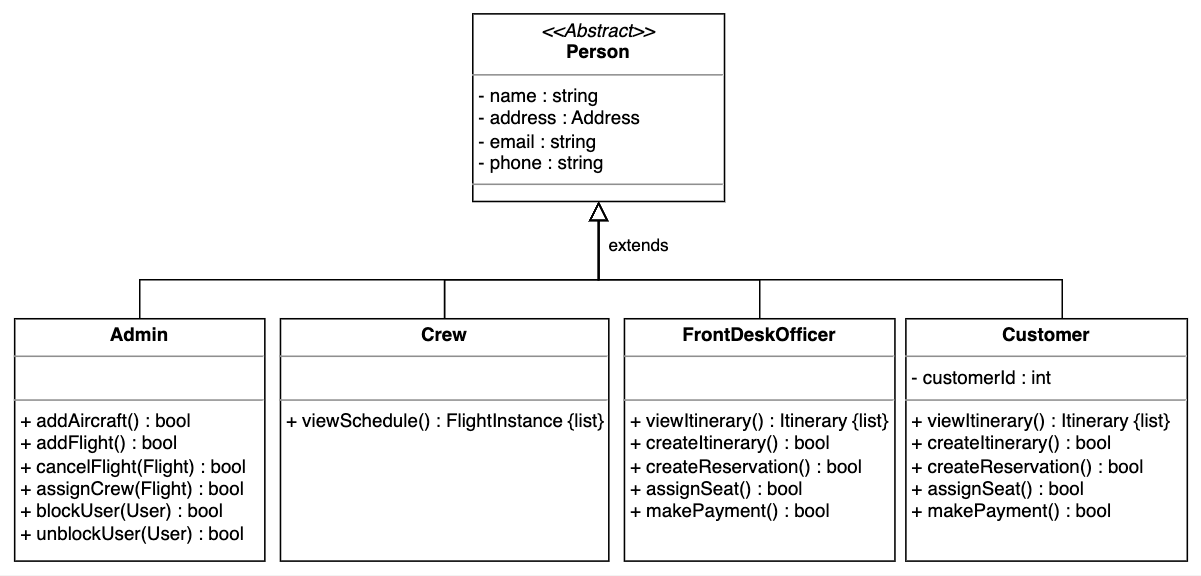 <<Abstract>>
Person
- name : string
- address : Address
- email : string
- phone : string
extends
Admin
+ addAircraft() : bool
+ addFlight() : bool
+ cancelFlight(Flight) : bool
+ assignCrew(Flight) : bool
+ blockUser(User) : bool
+ unblockUser(User) : bool
Crew
+ viewSchedule() : FlightInstance {list}
FrontDeskOfficer
+ viewItinerary() : Itinerary {list}
+ createItinerary() : bool
+ createReservation() : bool
+ assignSeat() : bool
+ makePayment() : bool
Customer
- customerId : int
+ viewItinerary() : Itinerary {list}
+ createItinerary() : bool
+ createReservation() : bool
+ assignSeat() : bool
+ makePayment() : bool